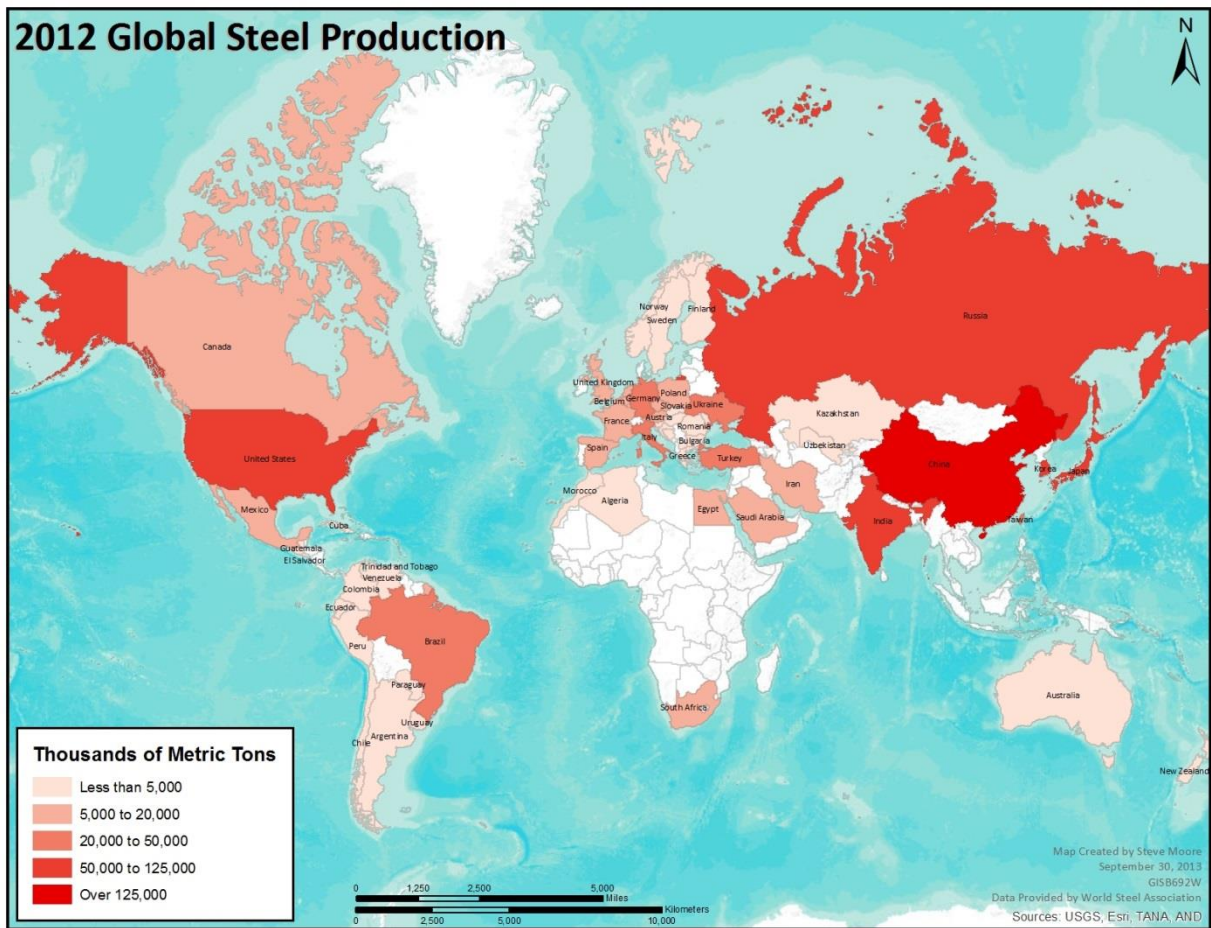 2012 Global Steel Production
N
Norway
Finland
Sweden
Russia
Canada
United Kingdom
Poland
Belgium
Germany
Slovakia
Ukraine
Kazakhstan
France
Austria
Romania
Uzbekistan
Italy
Bulgaria
Spain
Greece
Turkey
United States
China
Korea
Japan
Morocco
Algeria
Iran
Mexico
Egypt
Saudi Arabia
India
Taiwan
Cuba
Guatemala
El Salvador
Trinidad and Tobago
Venezuela
Colombia
Ecuador
Brazil
Peru
Paraguay
South Africa
Australia
Uruguay
Argentina
Chile
New Zealand
Thousands of Metric Tons
Less than 5,000
5,000 to 20,000
20,000 to 50,000
50,000 to 125,000
Over 125,000
0 1,250 2,500 5,000
Miles
Kilometers
0 2,500 5,000 10,000
Map Created by Steve Moore
September 30, 2013
GISB692W
Data Provided by World Steel Association
Sources: USGS, Esri, TANA, AND